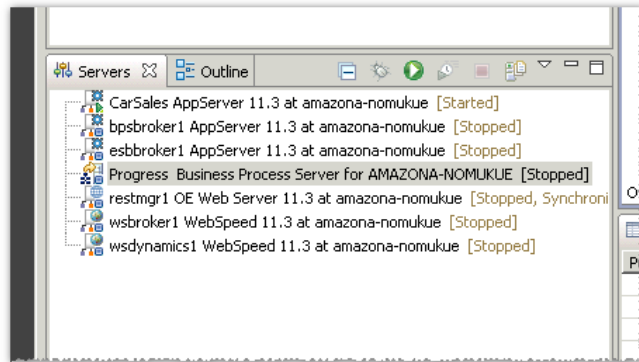 Servers Outline
CarSales AppServer 11.3 at amazona-nomukue [Started]
bpsbroker1 AppServer 11.3 at amazona-nomukue [Stopped]
esbbroker1 AppServer 11.3 at amazona-nomukue [Stopped]
Progress Business Process Server for AMAZONA-NOMUKUE [Stopped]
restmgr1 OE Web Server 11.3 at amazona-nomukue [Stopped, Synchroni
wsbroker1 WebSpeed 11.3 at amazona-nomukue [Stopped]
wsdynamics1 WebSpeed 11.3 at amazona-nomukue [Stopped]